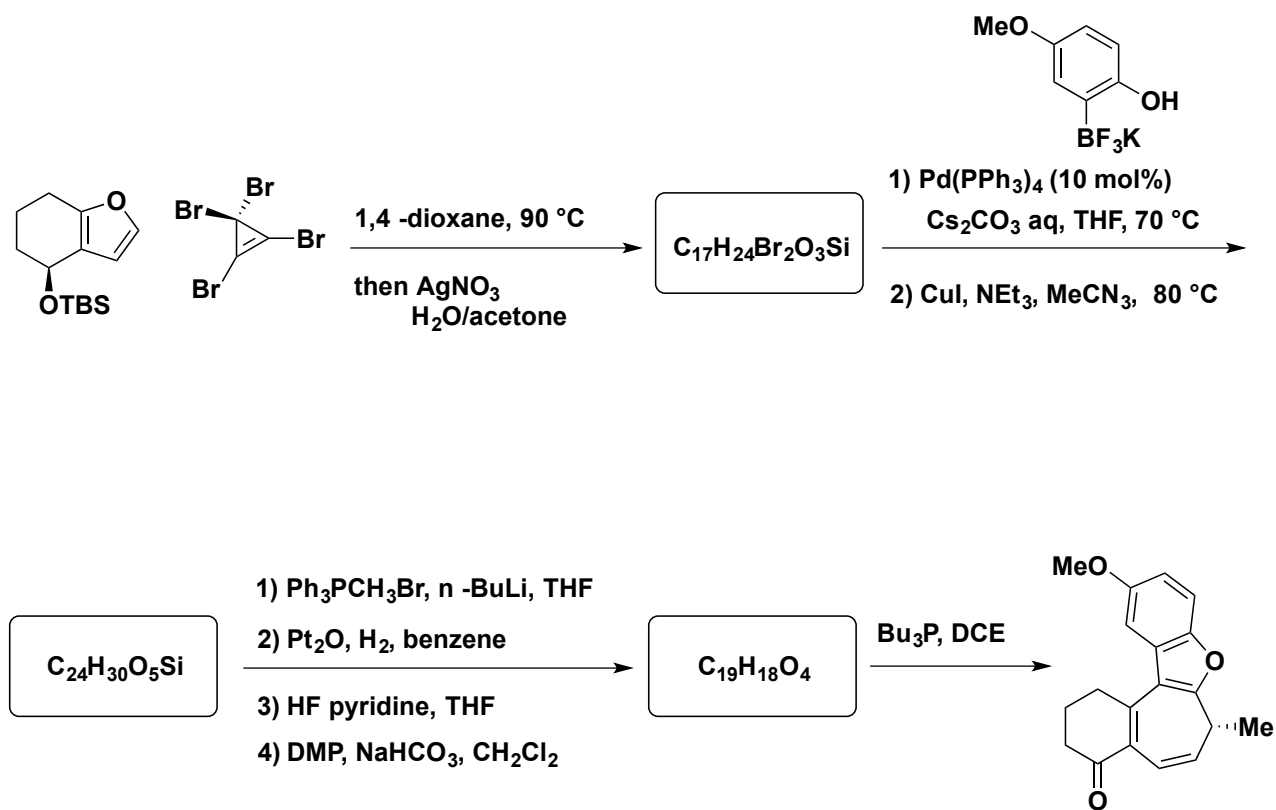 MeO
OH
BF₃K
O
OTBS
Br
Br
Br
Br
1,4 -dioxane, 90 °C
then AgNO₃
H₂O/acetone
C₁₇H₂₄Br₂O₃Si
1) Pd(PPh₃)₄ (10 mol%)
Cs₂CO₃ aq, THF, 70 °C
2) CuI, NEt₃, MeCN₃, 80 °C
C₂₄H₃₀O₅Si
1) Ph₃PCH₃Br, n -BuLi, THF
2) Pt₂O, H₂, benzene
3) HF pyridine, THF
4) DMP, NaHCO₃, CH₂Cl₂
C₁₉H₁₈O₄
Bu₃P, DCE
MeO
O
Me
O